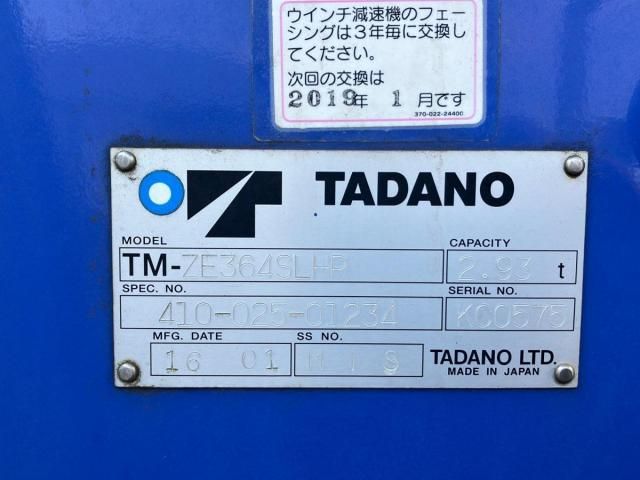 ウインチ減速機のフェー
シングは3年毎に交換し
てください。
次回の交換は
2019年 1月です
370-022-24400
TADANO
MODEL
CAPACITY
TM-ZE364SLHP
2.93 t
SPEC. NO.
SERIAL NO.
410-025-01234
KC0575
MFG. DATE
SS NO.
16 01
TADANO LTD.
MADE IN JAPAN